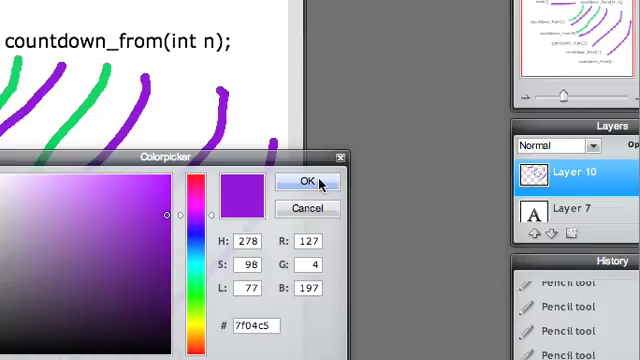 countdown_from(int n);
Layers
Normal
Op
Layer 10
A
Layer 7
Colorpicker
OK
Cancel
H: 278 R: 127
S: 98 G: 4
L: 77 B: 197
# 7f04c5
History
Pencil tool
Pencil tool
Pencil tool
Pencil tool